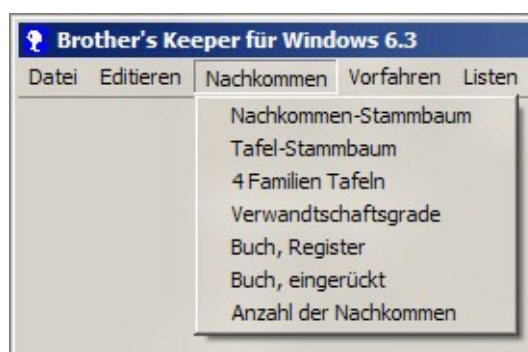 Brother's Keeper für Windows 6.3
Datei Editieren Nachkommen Vorfahren Listen
Nachkommen-Stammbaum
Tafel-Stammbaum
4 Familien Tafeln
Verwandtschaftsgrade
Buch, Register
Buch, eingerückt
Anzahl der Nachkommen